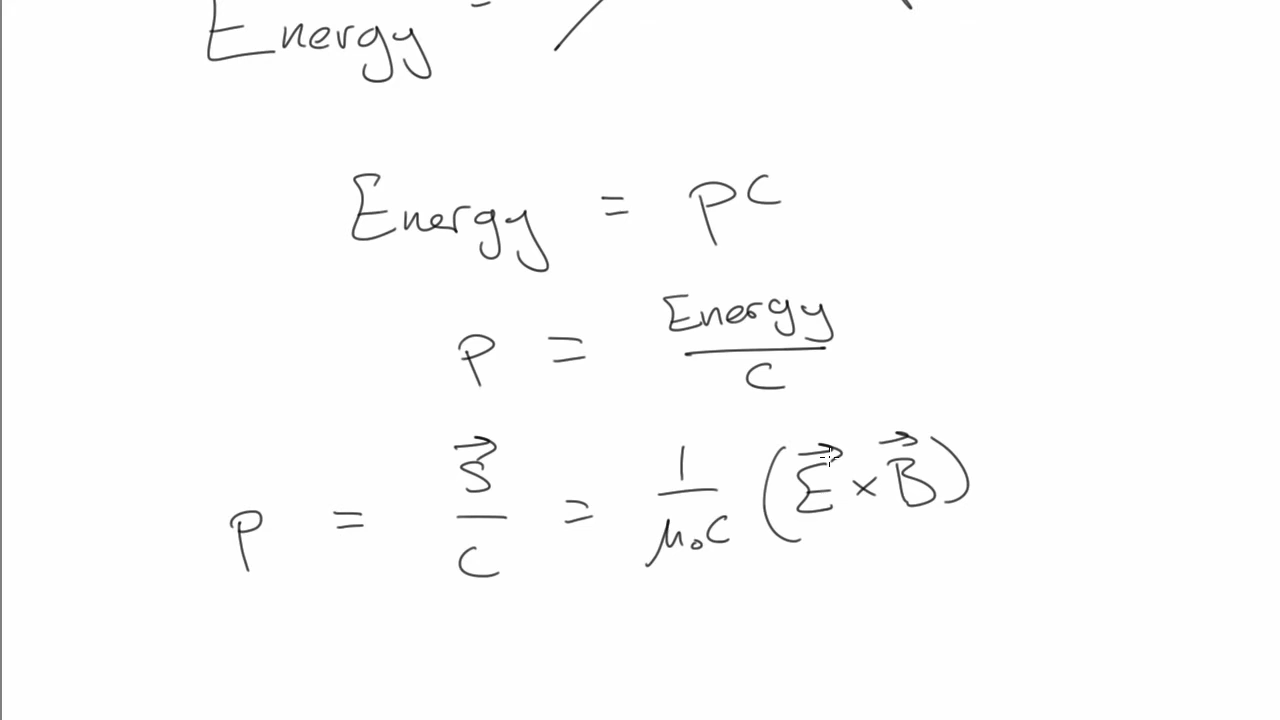 Energy =
Energy = pc
p = Energy / c
p = S⃗ / c = 1 / μ₀c (E⃗ × B⃗)